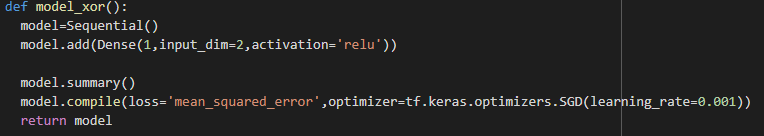 def model_xor():
  model=Sequential()
  model.add(Dense(1,input_dim=2,activation='relu'))

  model.summary()
  model.compile(loss='mean_squared_error',optimizer=tf.keras.optimizers.SGD(learning_rate=0.001))
  return model